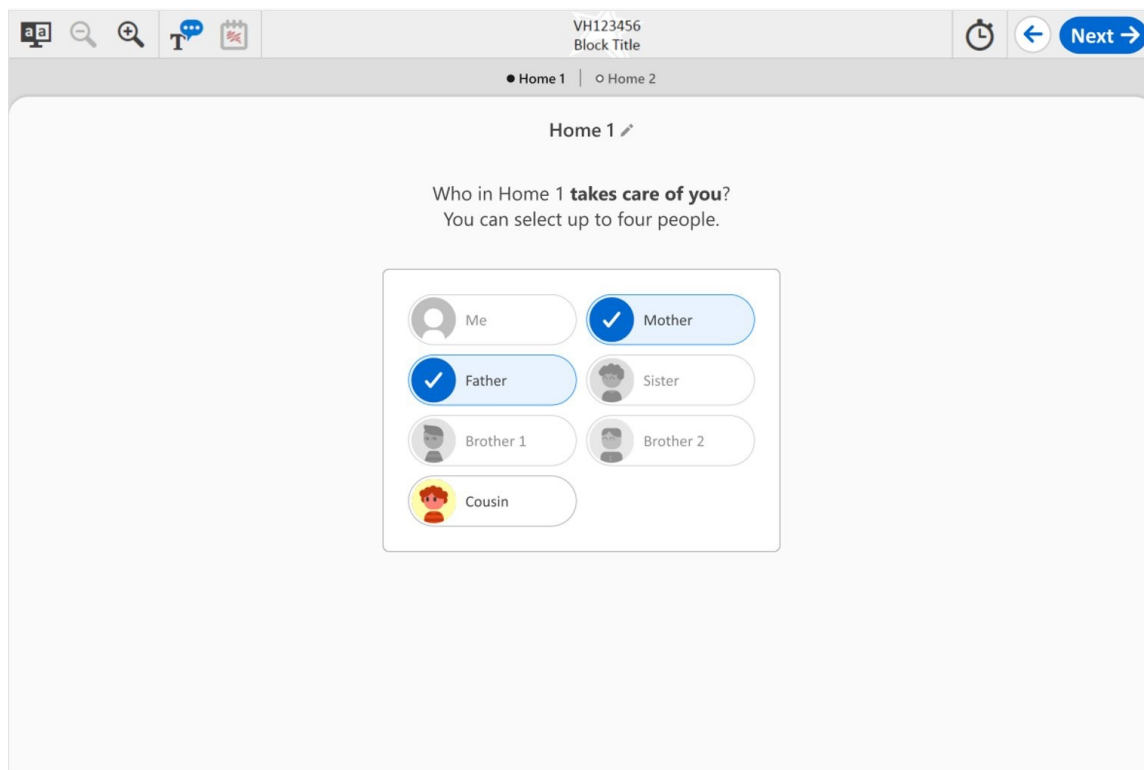 aa
T
VH123456
Block Title
Next
Home 1
Home 2
Home 1
Who in Home 1 takes care of you?
You can select up to four people.
Me
Mother
Father
Sister
Brother 1
Brother 2
Cousin